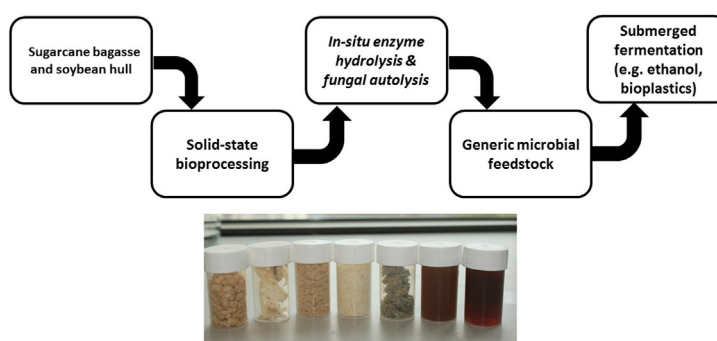 Sugarcane bagasse
and soybean hull
Solid-state
bioprocessing
In-situ enzyme
hydrolysis &
fungal autolysis
Generic microbial
feedstock
Submerged
fermentation
(e.g. ethanol,
bioplastics)